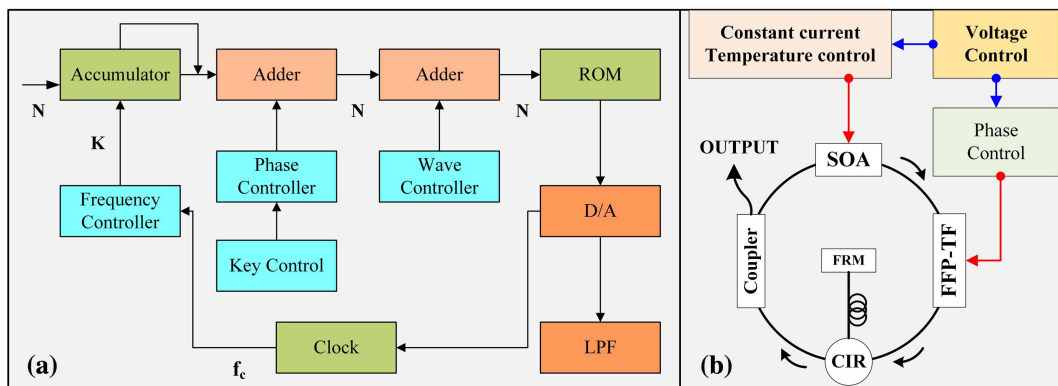 Accumulator
Adder
Adder
ROM
N
N
N
K
Phase
Controller
Wave
Controller
Frequency
Controller
D/A
Key Control
Clock
LPF
(a)
f_c
Constant current
Temperature control
Voltage
Control
Phase
Control
OUTPUT
SOA
Coupler
FRM
FFP-TF
CIR
(b)